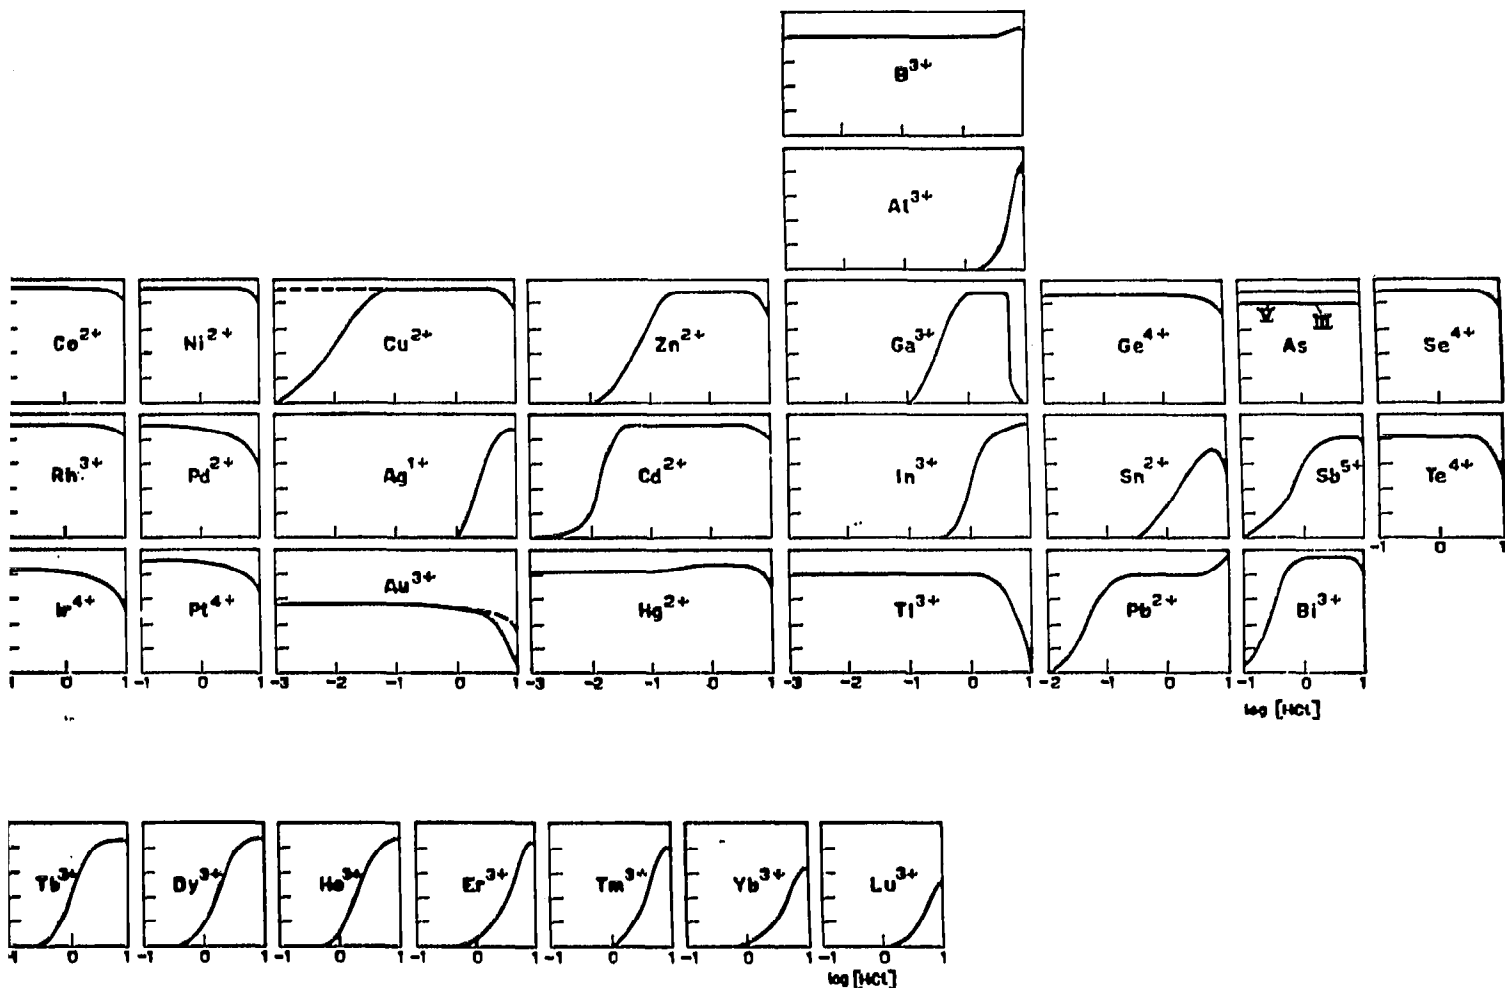 B3+
Al3+
Co2+ Ni2+ Cu2+ Zn2+ Ga3+ Ge4+ V III As Se4+
Rh3+ Pd2+ Ag1+ Cd2+ In3+ Sn2+ Sb5+ Te4+
-1 0 1
Ir4+ Pt4+ Au3+ Hg2+ Tl3+ Pb2+ Bi3+
1 0 1 -1 0 1 -3 -2 -1 0 1 -3 -2 -1 0 1 -3 -2 -1 0 1 -2 -1 0 1 -1 0 1
log [HCl]
Tb3+ Dy3+ Ho3+ Er3+ Tm3+ Yb3+ Lu3+
-1 0 1 -1 0 1 -1 0 1 -1 0 1 -1 0 1 -1 0 1 -1 0 1
log [HCl]